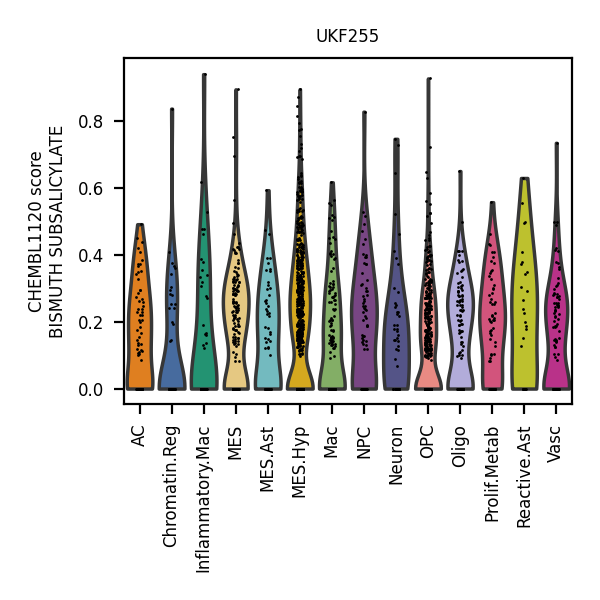 UKF255
CHEMBL1120 score
BISMUTH SUBSALICYLATE
0.8
0.6
0.4
0.2
0.0
AC
Chromatin.Reg
Inflammatory.Mac
MES
MES.Ast
MES.Hyp
Mac
NPC
Neuron
OPC
Oligo
Prolif.Metab
Reactive.Ast
Vasc